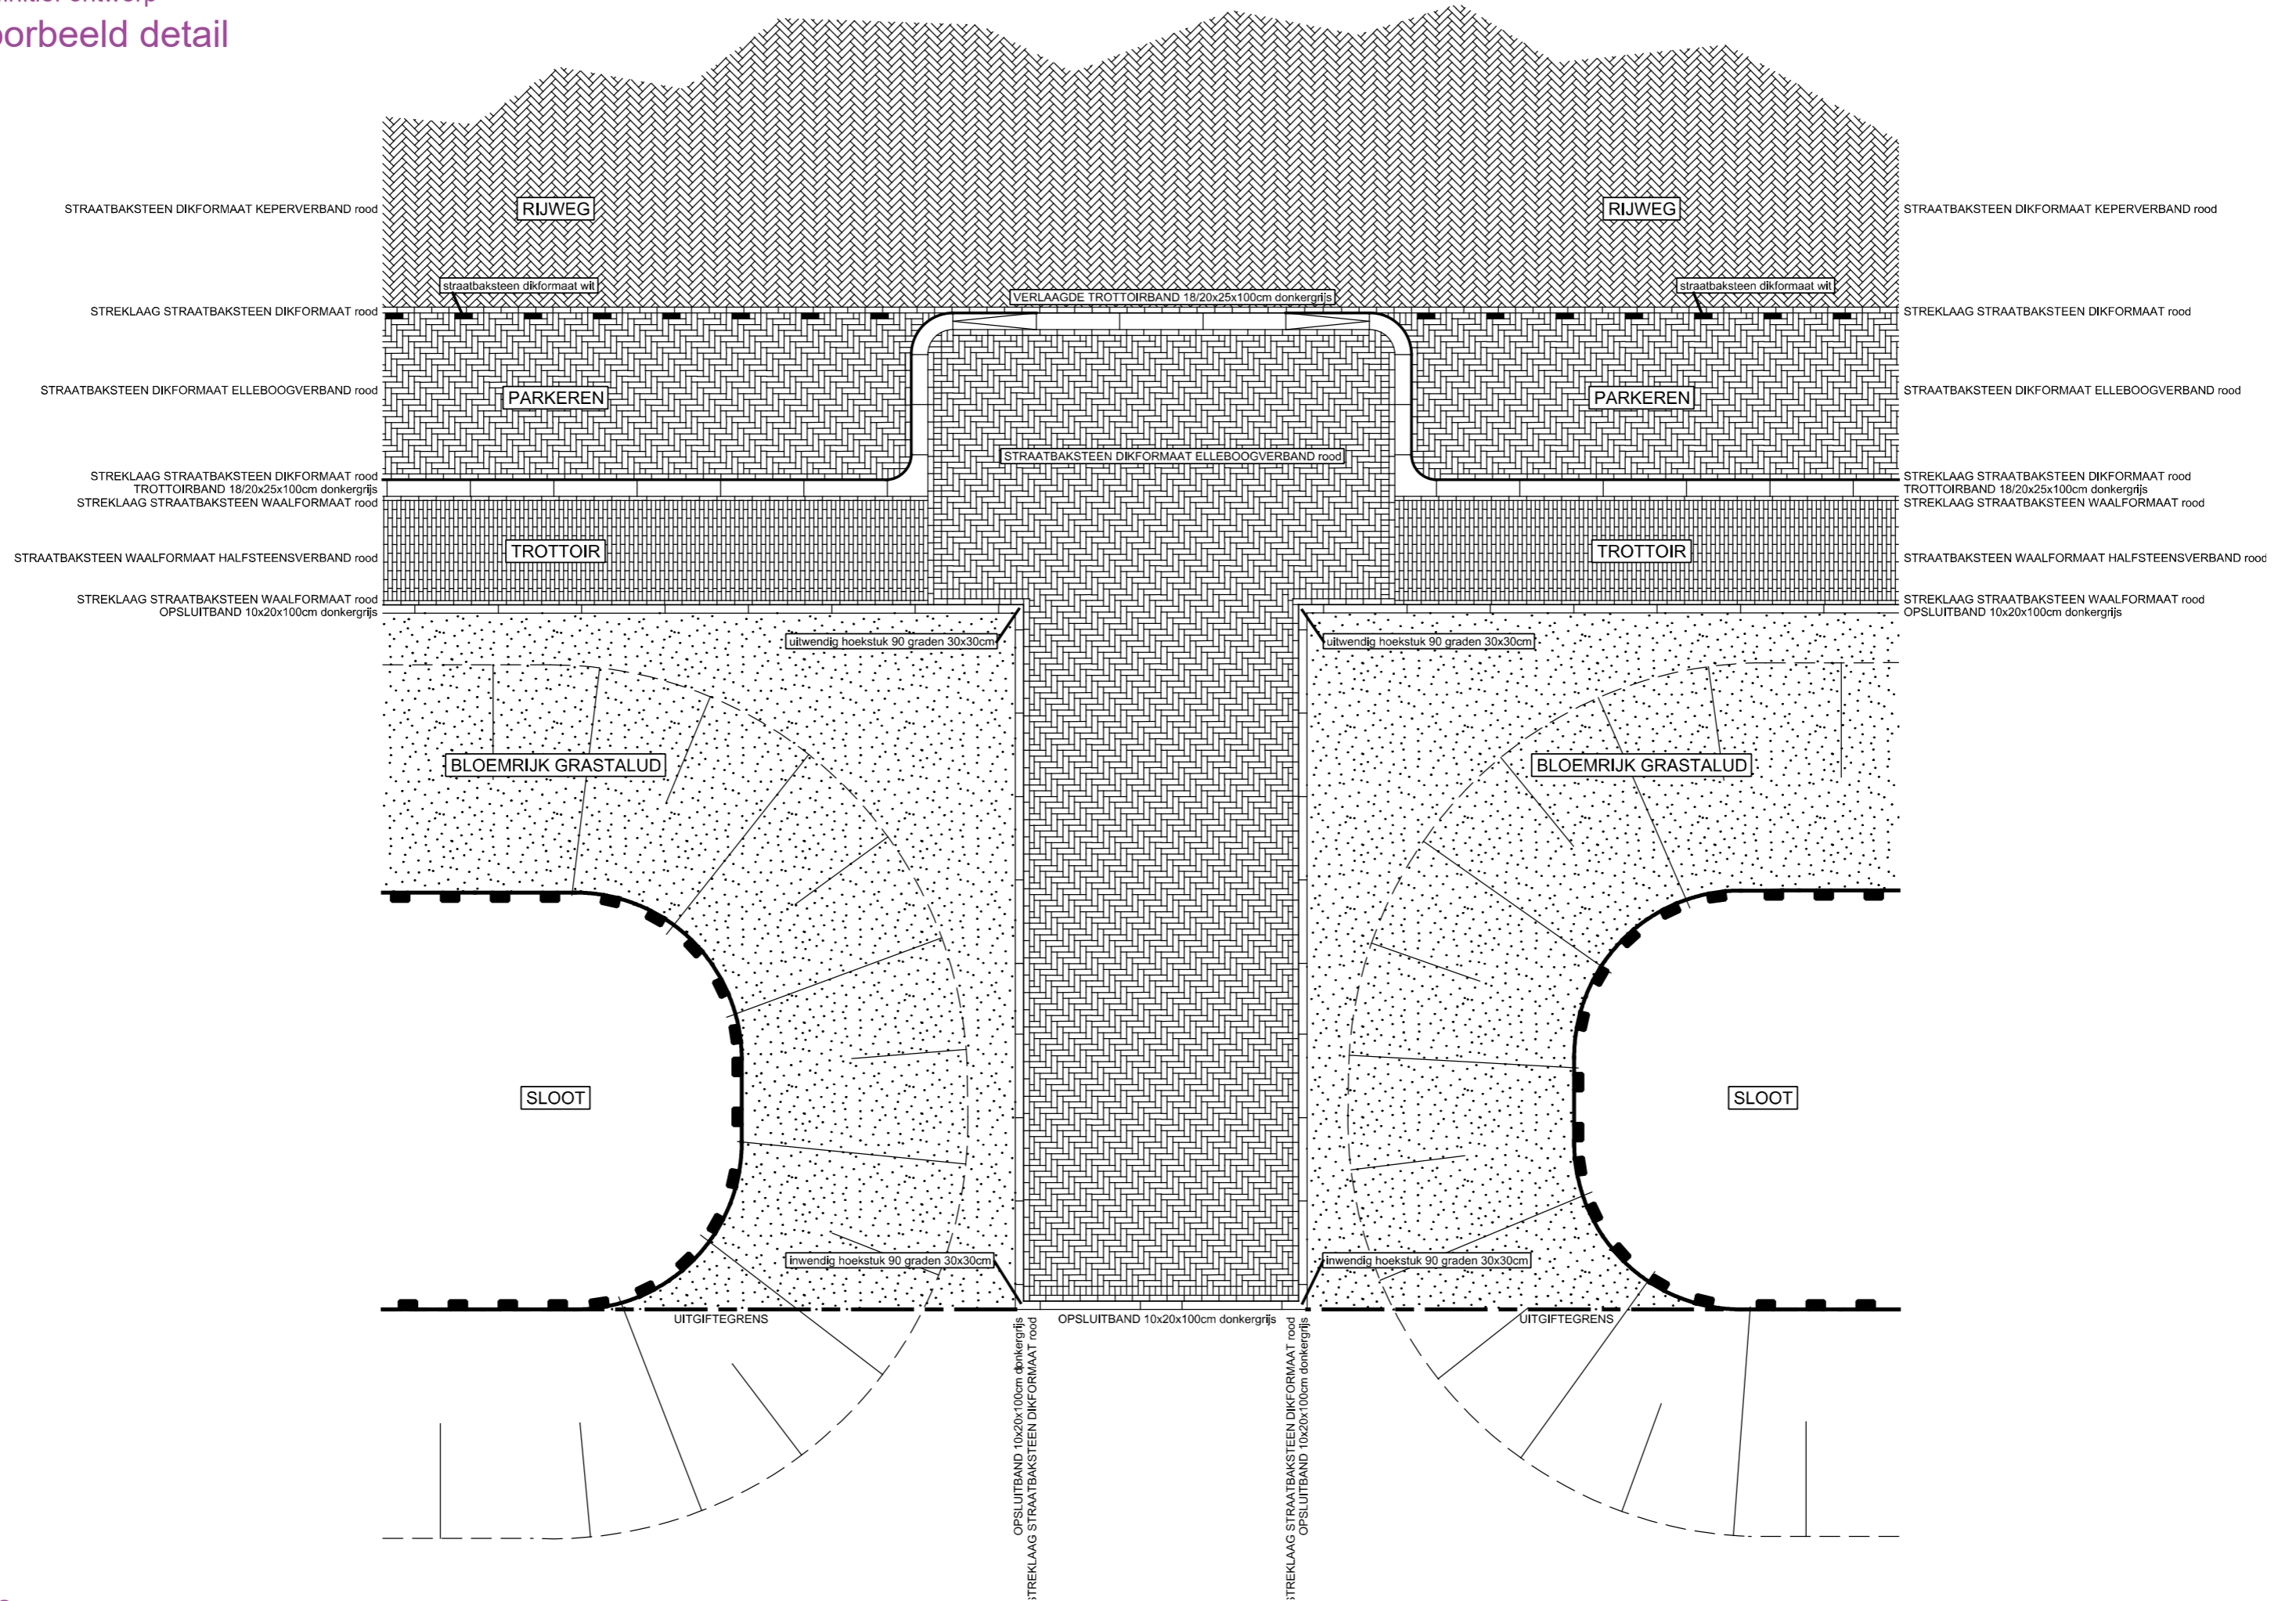 orbeeld detail
RIJWEG
RIJWEG
STRAATBAKSTEEN DIKFORMAAT KEPERVERBAND rood
STRAATBAKSTEEN DIKFORMAAT KEPERVERBAND rood
straatbaksteen dikformaat wit
straatbaksteen dikformaat wit
VERLAAGDE TROTTOIRBAND 18/20x25x100cm donkergrijs
STREKLAAG STRAATBAKSTEEN DIKFORMAAT rood
STREKLAAG STRAATBAKSTEEN DIKFORMAAT rood
STRAATBAKSTEEN DIKFORMAAT ELLEBOOGVERBAND rood
PARKEREN
PARKEREN
STRAATBAKSTEEN DIKFORMAAT ELLEBOOGVERBAND rood
STRAATBAKSTEEN DIKFORMAAT ELLEBOOGVERBAND rood
STREKLAAG STRAATBAKSTEEN DIKFORMAAT rood
TROTTOIRBAND 18/20x25x100cm donkergrijs
STREKLAAG STRAATBAKSTEEN WAALFORMAAT rood
STREKLAAG STRAATBAKSTEEN DIKFORMAAT rood
TROTTOIRBAND 18/20x25x100cm donkergrijs
STREKLAAG STRAATBAKSTEEN WAALFORMAAT rood
TROTTOIR
TROTTOIR
STRAATBAKSTEEN WAALFORMAAT HALFSTEENSVERBAND rood
STRAATBAKSTEEN WAALFORMAAT HALFSTEENSVERBAND rood
STREKLAAG STRAATBAKSTEEN WAALFORMAAT rood
OPSLUITBAND 10x20x100cm donkergrijs
STREKLAAG STRAATBAKSTEEN WAALFORMAAT rood
OPSLUITBAND 10x20x100cm donkergrijs
uitwendig hoekstuk 90 graden 30x30cm
uitwendig hoekstuk 90 graden 30x30cm
BLOEMRIJK GRASTALUD
BLOEMRIJK GRASTALUD
SLOOT
SLOOT
inwendig hoekstuk 90 graden 30x30cm
inwendig hoekstuk 90 graden 30x30cm
UITGIFTEGRENS
OPSLUITBAND 10x20x100cm donkergrijs
UITGIFTEGRENS
OPSLUITBAND 10x20x100cm donkergrijs
STREKLAAG STRAATBAKSTEEN DIKFORMAAT rood
STREKLAAG STRAATBAKSTEEN DIKFORMAAT rood
OPSLUITBAND 10x20x100cm donkergrijs